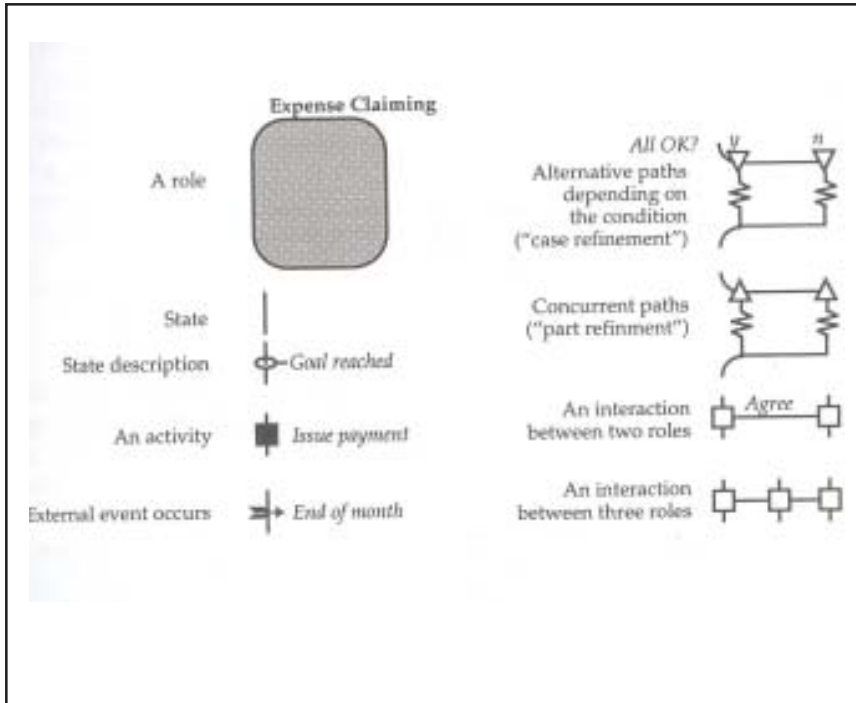 Expense Claiming
A role
State
State description
Goal reached
An activity
Issue payment
External event occurs
End of month
All OK?
y
n
Alternative paths
depending on
the condition
("case refinement")
Concurrent paths
("part refinment")
An interaction
between two roles
Agree
An interaction
between three roles